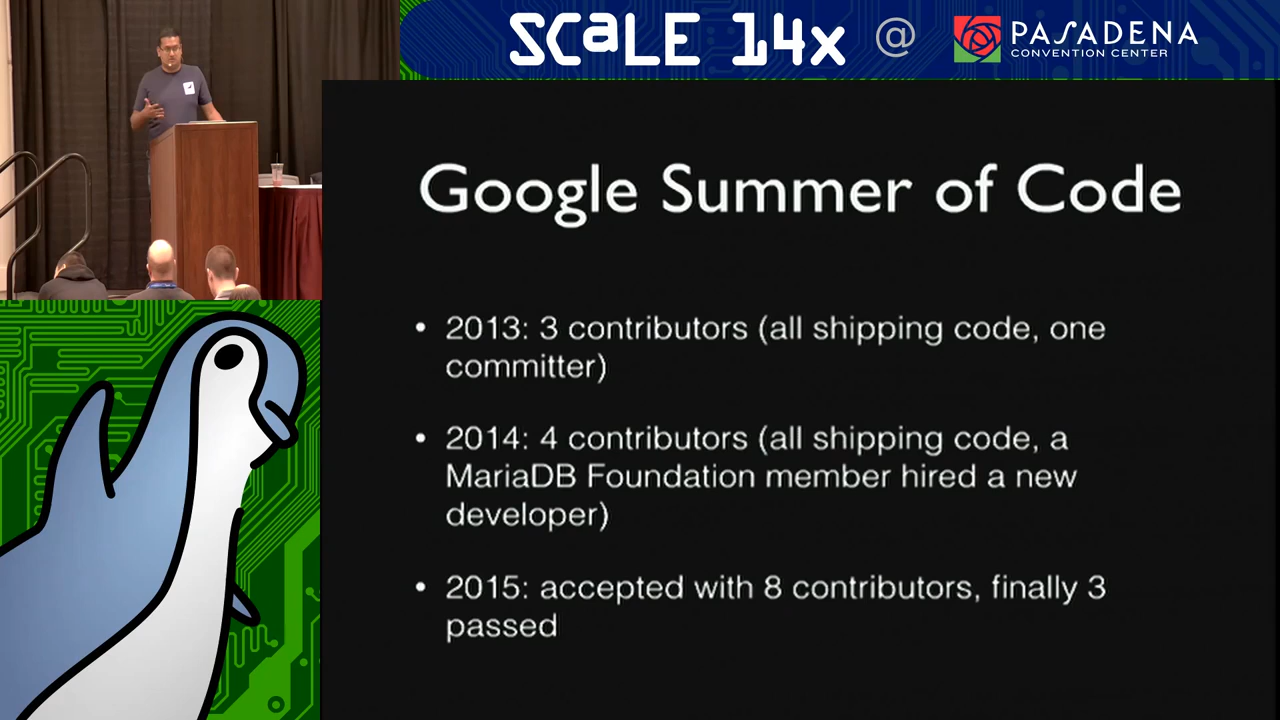 SCaLE 14x @ PASADENA
CONVENTION CENTER
Google Summer of Code
• 2013: 3 contributors (all shipping code, one
committer)
• 2014: 4 contributors (all shipping code, a
MariaDB Foundation member hired a new
developer)
• 2015: accepted with 8 contributors, finally 3
passed